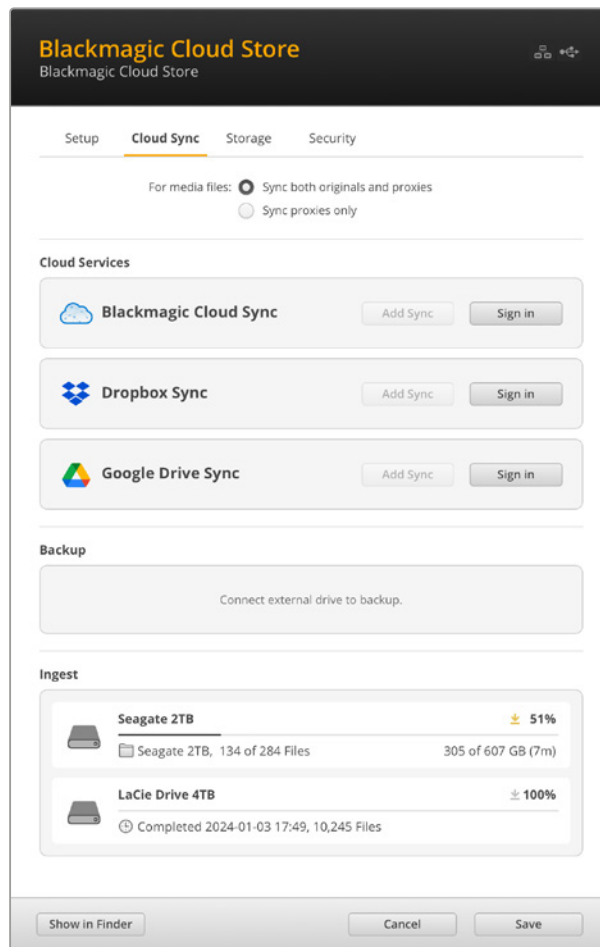 Blackmagic Cloud Store
Blackmagic Cloud Store
Setup Cloud Sync Storage Security
For media files: Sync both originals and proxies
Sync proxies only
Cloud Services
Blackmagic Cloud Sync Add Sync Sign in
Dropbox Sync Add Sync Sign in
Google Drive Sync Add Sync Sign in
Backup
Connect external drive to backup.
Ingest
Seagate 2TB 51%
Seagate 2TB, 134 of 284 Files 305 of 607 GB (7m)
LaCie Drive 4TB 100%
Completed 2024-01-03 17:49, 10,245 Files
Show in Finder Cancel Save